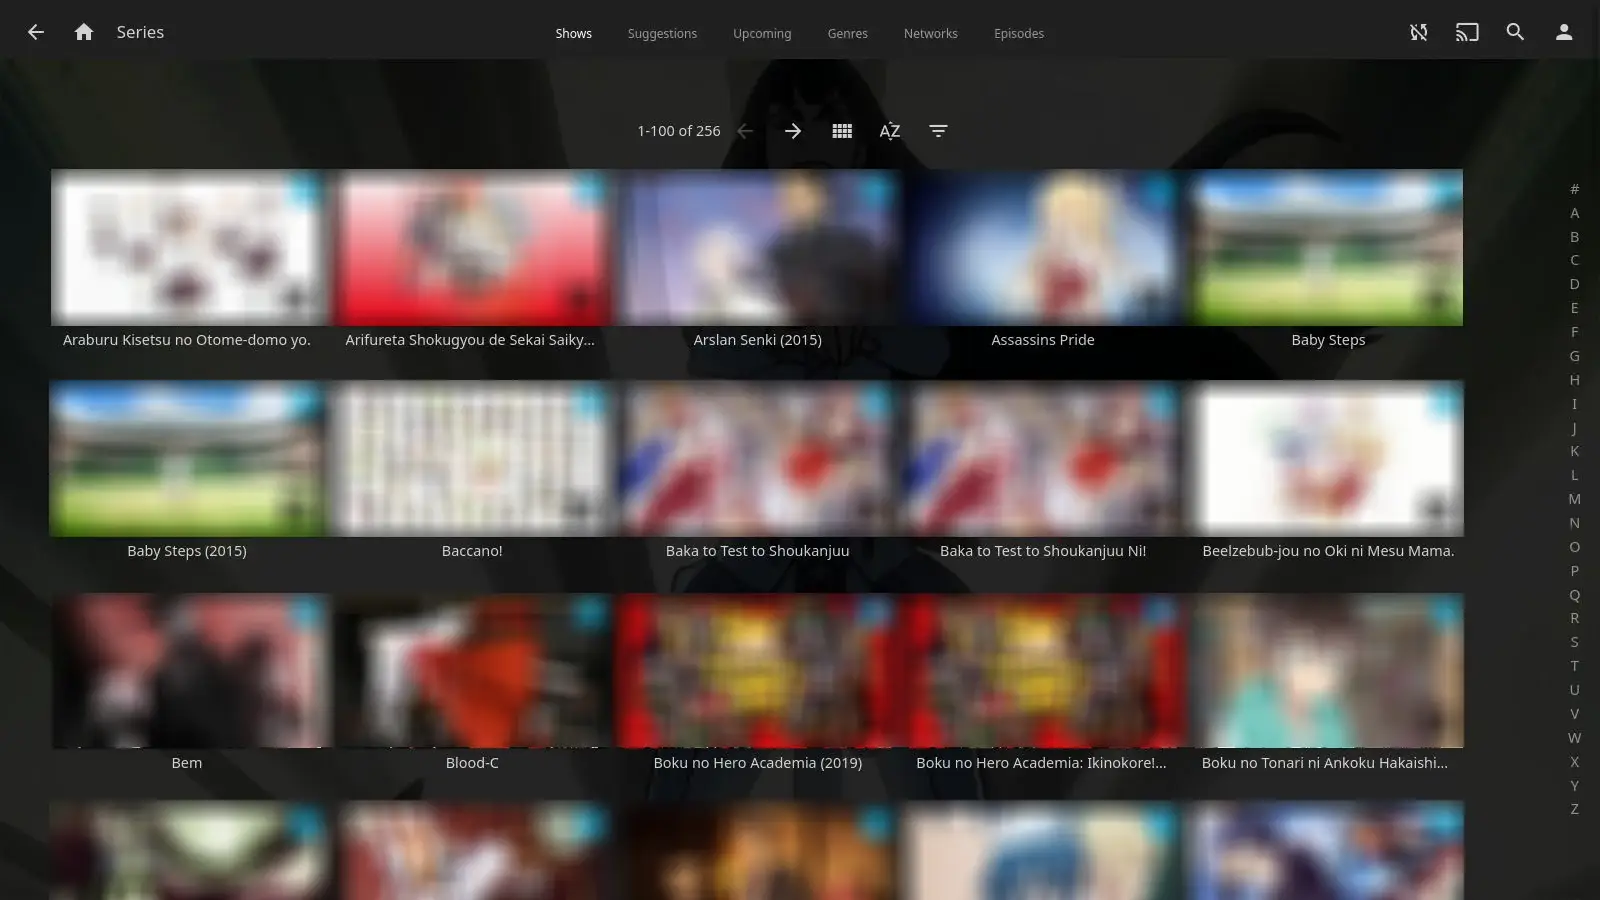 Series
Shows
Suggestions
Upcoming
Genres
Networks
Episodes
1-100 of 256
AZ
Araburu Kisetsu no Otome-domo yo.
Arifureta Shokugyou de Sekai Saiky...
Arslan Senki (2015)
Assassins Pride
Baby Steps
Baby Steps (2015)
Baccano!
Baka to Test to Shoukanjuu
Baka to Test to Shoukanjuu Ni!
Beelzebub-jou no Oki ni Mesu Mama.
Bem
Blood-C
Boku no Hero Academia (2019)
Boku no Hero Academia: Ikinokore!...
Boku no Tonari ni Ankoku Hakaishi...
#
A
B
C
D
E
F
G
H
I
J
K
L
M
N
O
P
Q
R
S
T
U
V
W
X
Y
Z